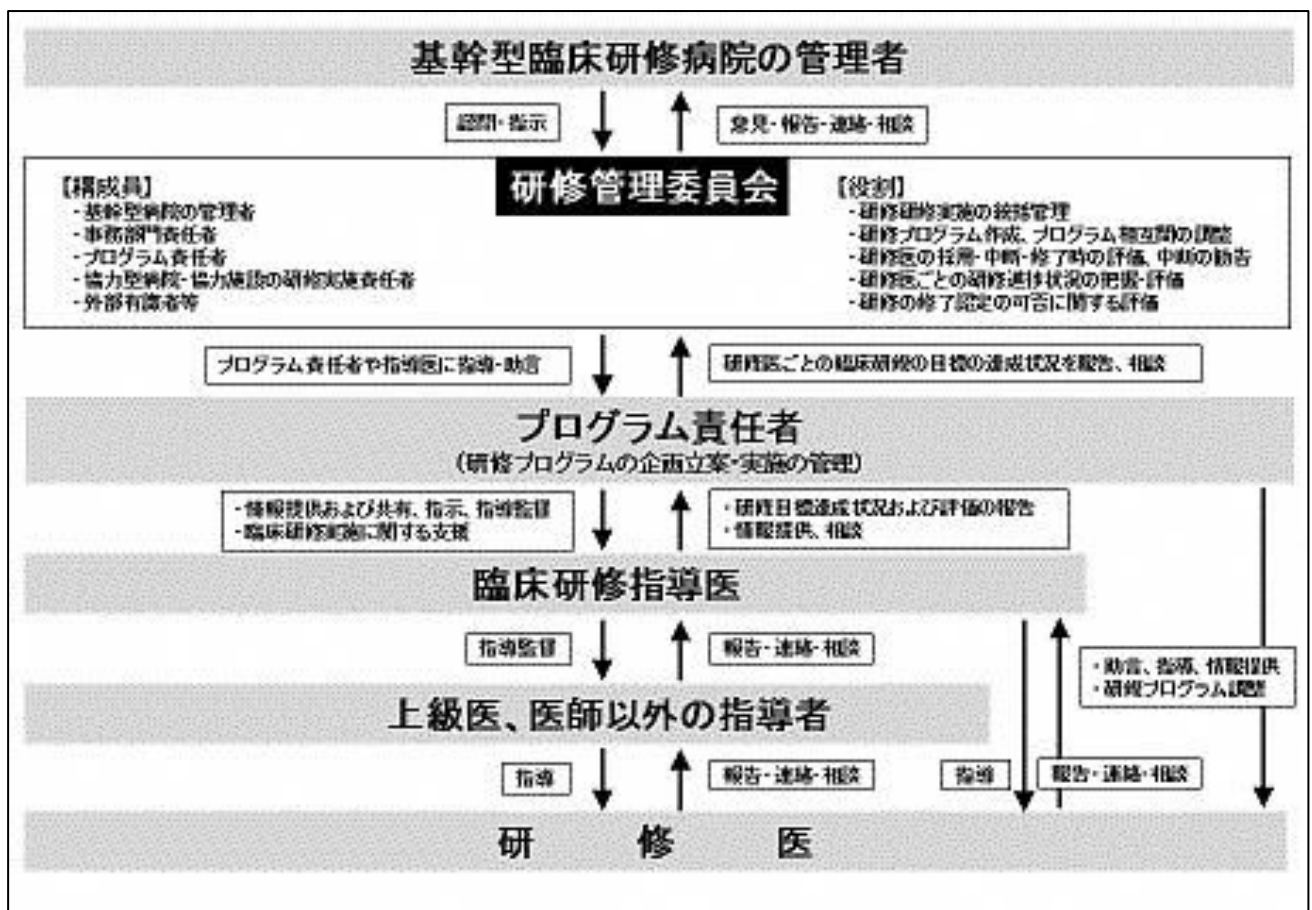 基幹型臨床研修病院の管理者
諮問・指示
意見・報告・連絡・相談
研修管理委員会
【構成員】
・基幹型病院の管理者
・事務部門責任者
・プログラム責任者
・協力型病院・協力施設の研修実施責任者
・外部有識者等
【役割】
・研修研修実施の統括管理
・研修プログラム作成、プログラム相互間の調整
・研修医の採用・中断・修了時の評価、中断の勧告
・研修医ごとの研修進捗状況の把握・評価
・研修の修了認定の可否に関する評価
プログラム責任者や指導医に指導・助言
研修医ごとの臨床研修の目標の達成状況を報告、相談
プログラム責任者
（研修プログラムの企画立案・実施の管理）
・情報提供および共有、指示、指導監督
・臨床研修実施に関する支援
・研修目標達成状況および評価の報告
・情報提供、相談
臨床研修指導医
指導監督
報告・連絡・相談
・助言、指導、情報提供
・研修プログラム調整
上級医、医師以外の指導者
指導
報告・連絡・相談
指導
報告・連絡・相談
研修医